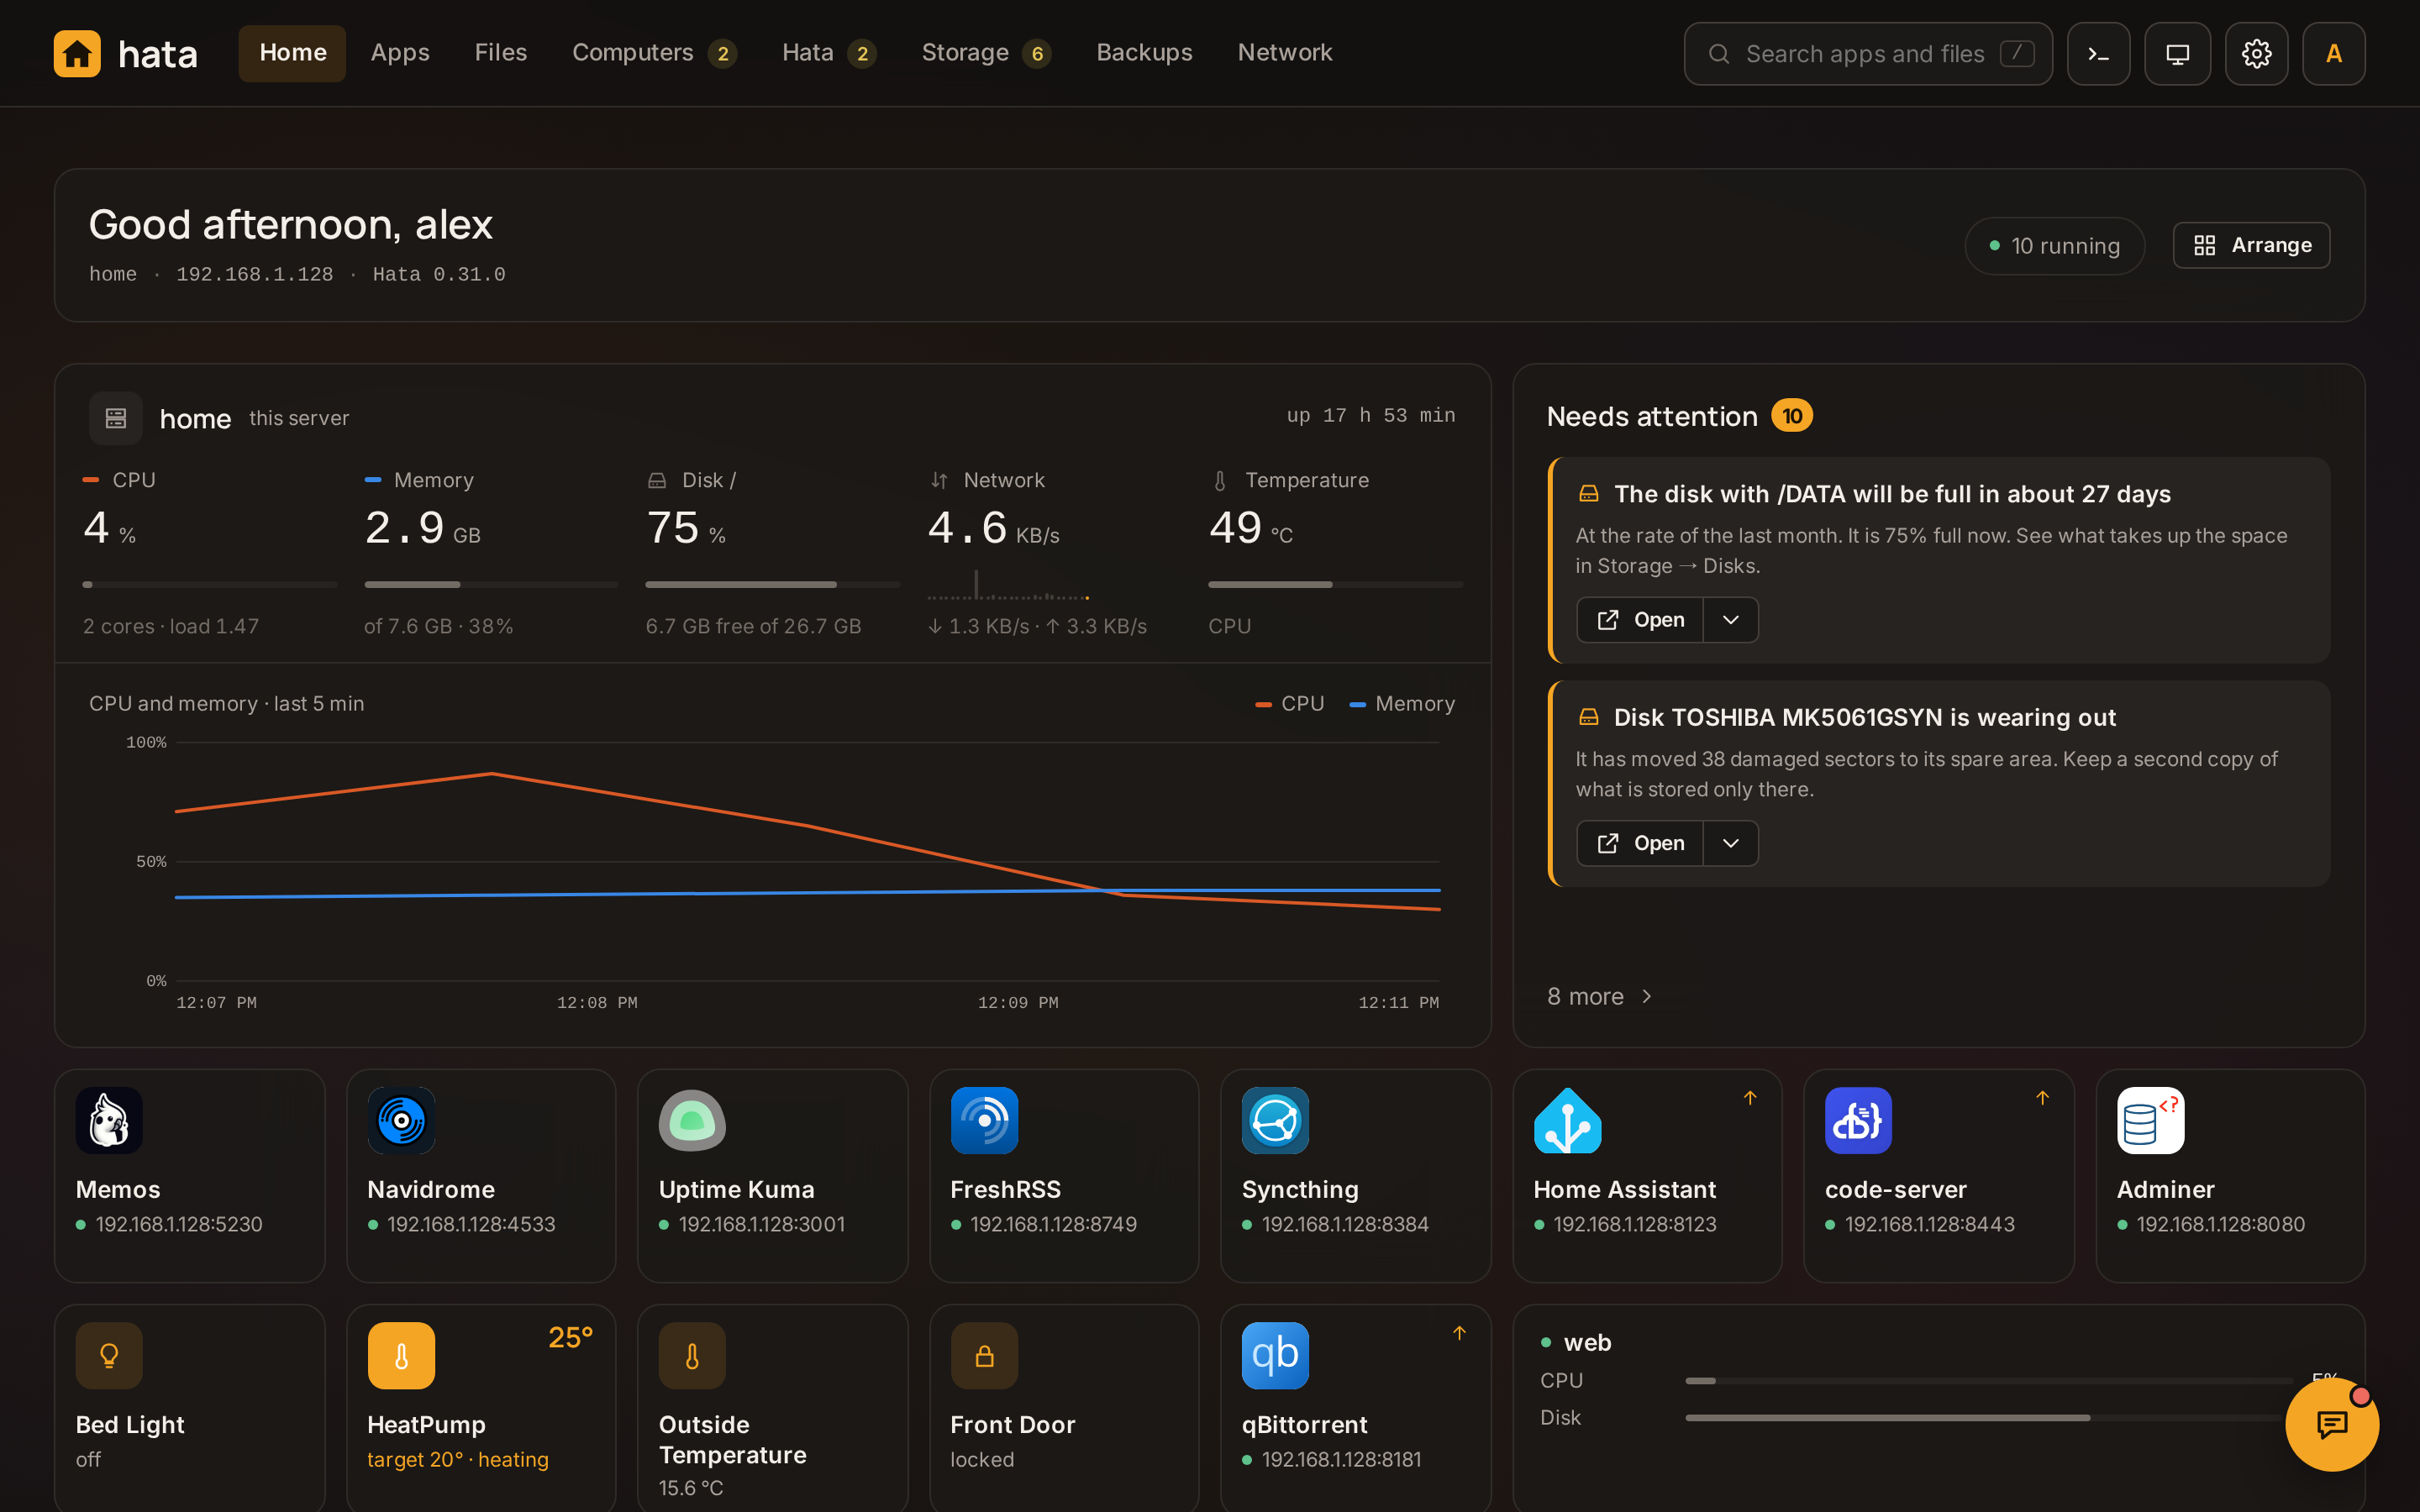 hata
Home
Apps
Files
Computers 2
Hata 2
Storage 6
Backups
Network
Search apps and files /
A
Good afternoon, alex
home · 192.168.1.128 · Hata 0.31.0
10 running
Arrange
home this server
up 17 h 53 min
CPU
4 %
2 cores · load 1.47
Memory
2.9 GB
of 7.6 GB · 38%
Disk /
75 %
6.7 GB free of 26.7 GB
Network
4.6 KB/s
↓ 1.3 KB/s · ↑ 3.3 KB/s
Temperature
49 °C
CPU
CPU and memory · last 5 min
CPU
Memory
100%
50%
0%
12:07 PM
12:08 PM
12:09 PM
12:11 PM
Needs attention 10
The disk with /DATA will be full in about 27 days
At the rate of the last month. It is 75% full now. See what takes up the space
in Storage → Disks.
Open
Disk TOSHIBA MK5061GSYN is wearing out
It has moved 38 damaged sectors to its spare area. Keep a second copy of
what is stored only there.
Open
8 more
Memos
192.168.1.128:5230
Navidrome
192.168.1.128:4533
Uptime Kuma
192.168.1.128:3001
FreshRSS
192.168.1.128:8749
Syncthing
192.168.1.128:8384
Home Assistant
192.168.1.128:8123
code-server
192.168.1.128:8443
<?
Adminer
192.168.1.128:8080
Bed Light
off
25°
HeatPump
target 20° · heating
Outside
Temperature
15.6 °C
Front Door
locked
qb
qBittorrent
192.168.1.128:8181
web
CPU
Disk